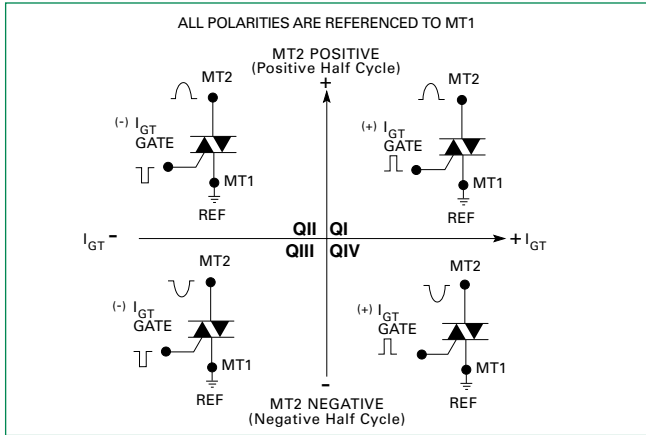 ALL POLARITIES ARE REFERENCED TO MT1
MT2 POSITIVE
(Positive Half Cycle)
+
MT2
(-) IGT
GATE
MT1
REF
MT2
(+) IGT
GATE
MT1
REF
QII QI
IGT - + IGT
QIII QIV
MT2
(-) IGT
GATE
MT1
REF
MT2
(+) IGT
GATE
MT1
REF
-
MT2 NEGATIVE
(Negative Half Cycle)